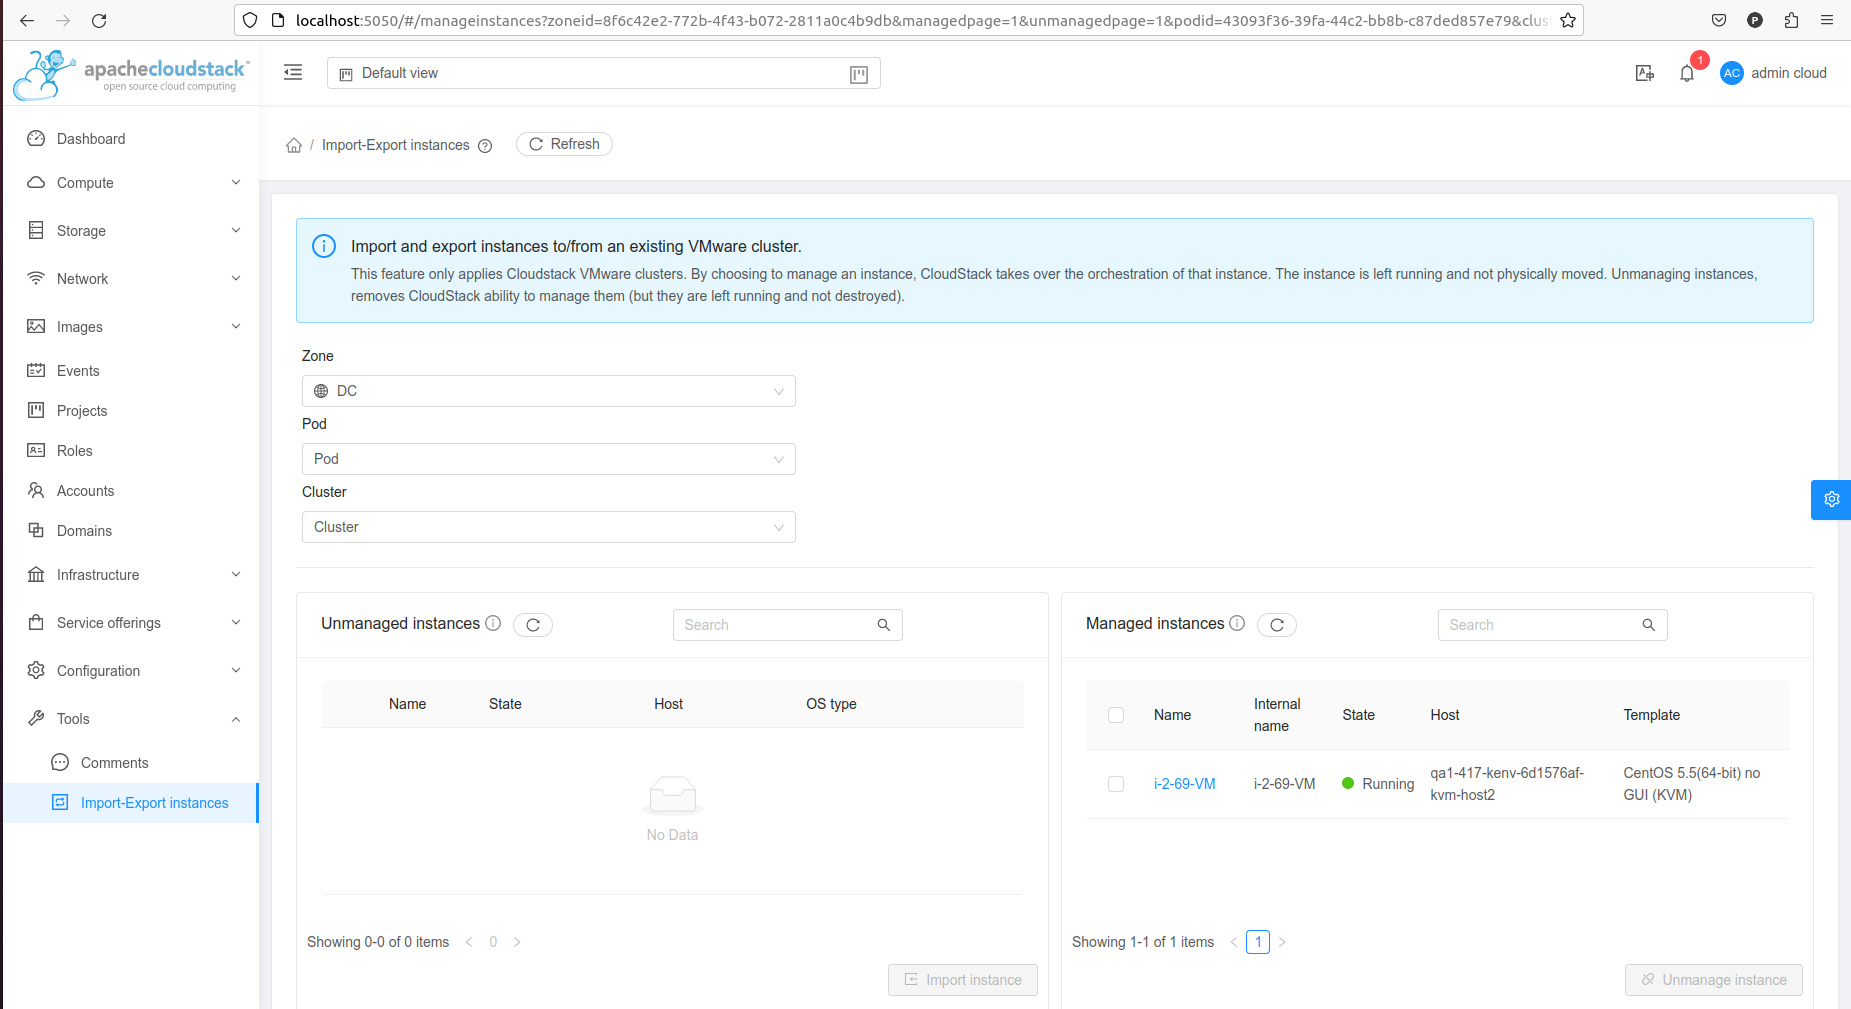 localhost:5050/#/manageinstances?zoneid=8f6c42e2-772b-4f43-b072-2811a0c4b9db&managedpage=1&unmanagedpage=1&podid=43093f36-39fa-44c2-bb8b-c87ded857e79&clus
P
apachecloudstack™
open source cloud computing
Default view
1
AC admin cloud
Dashboard
Compute
Storage
Network
Images
Events
Projects
Roles
Accounts
Domains
Infrastructure
Service offerings
Configuration
Tools
Comments
Import-Export instances
/ Import-Export instances
Refresh
Import and export instances to/from an existing VMware cluster.
This feature only applies Cloudstack VMware clusters. By choosing to manage an instance, CloudStack takes over the orchestration of that instance. The instance is left running and not physically moved. Unmanaging instances,
removes CloudStack ability to manage them (but they are left running and not destroyed).
Zone
DC
Pod
Pod
Cluster
Cluster
Unmanaged instances
Search
Name State Host OS type
No Data
Showing 0-0 of 0 items < 0 >
Import instance
Managed instances
Search
Name Internal name State Host Template
i-2-69-VM i-2-69-VM Running qa1-417-kenv-6d1576af-kvm-host2 CentOS 5.5(64-bit) no GUI (KVM)
Showing 1-1 of 1 items < 1 >
Unmanage instance